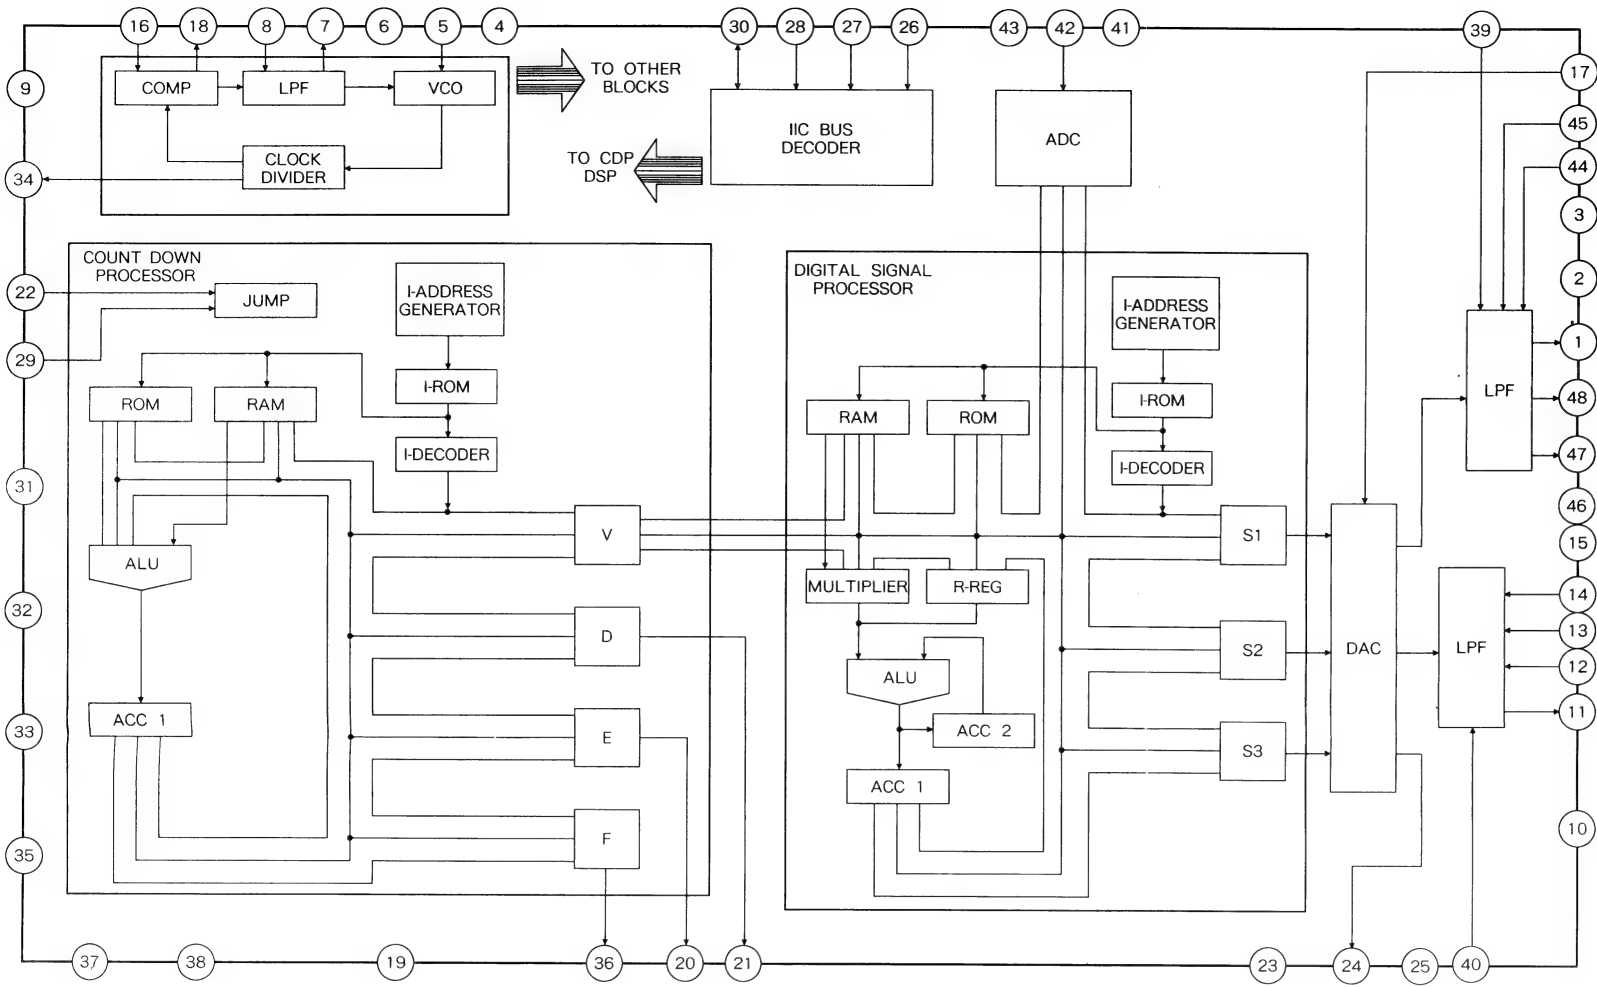 16 18 8 7 6 5 4 30 28 27 26 43 42 41 39
9
34
22
29
31
32
33
35
COMP
LPF
VCO
CLOCK
DIVIDER
TO OTHER
BLOCKS
TO CDP
DSP
IIC BUS
DECODER
ADC
COUNT DOWN
PROCESSOR
JUMP
I-ADDRESS
GENERATOR
I-ROM
I-DECODER
ROM
RAM
ALU
ACC 1
V
D
E
F
DIGITAL SIGNAL
PROCESSOR
I-ADDRESS
GENERATOR
I-ROM
I-DECODER
RAM
ROM
MULTIPLIER
R-REG
ALU
ACC 2
ACC 1
S1
S2
S3
DAC
LPF
LPF
17
45
44
3
2
1
48
47
46
15
14
13
12
11
10
37 38 19 36 20 21 23 24 25 40